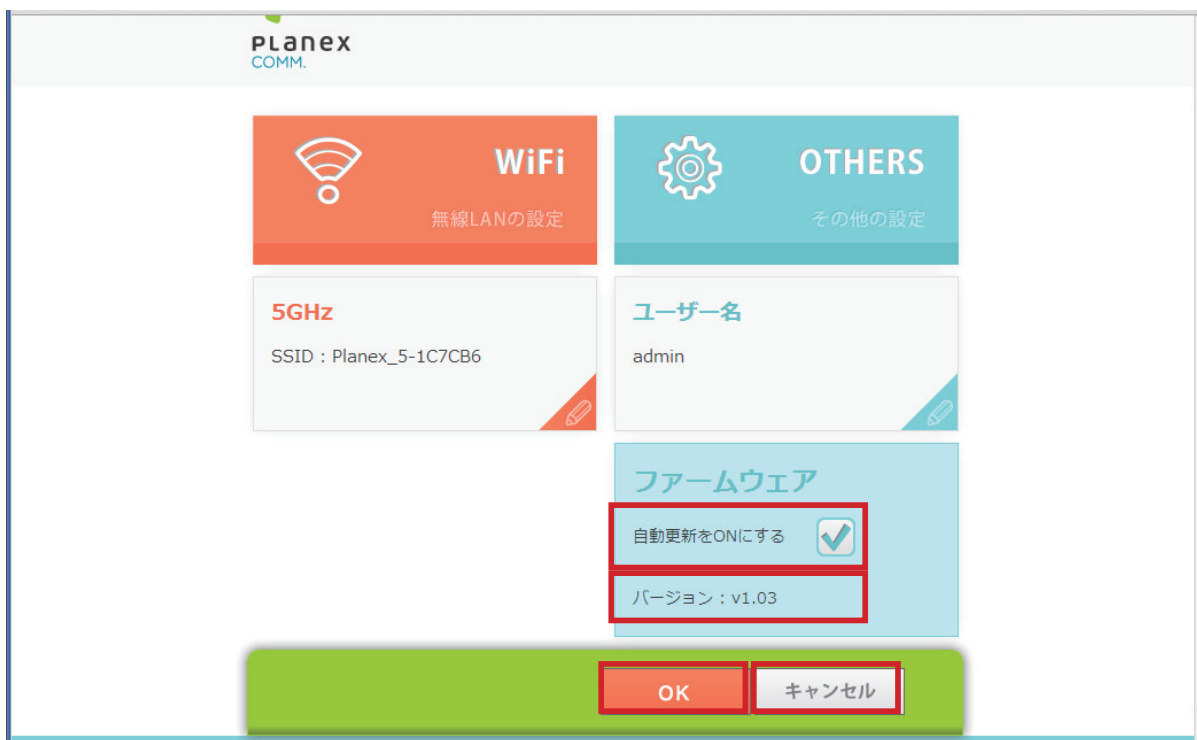 PLANEX
COMM.
WiFi
無線LANの設定
OTHERS
その他の設定
5GHz
SSID : Planex_5-1C7CB6
ユーザー名
admin
ファームウェア
自動更新をONにする
バージョン : v1.03
OK
キャンセル